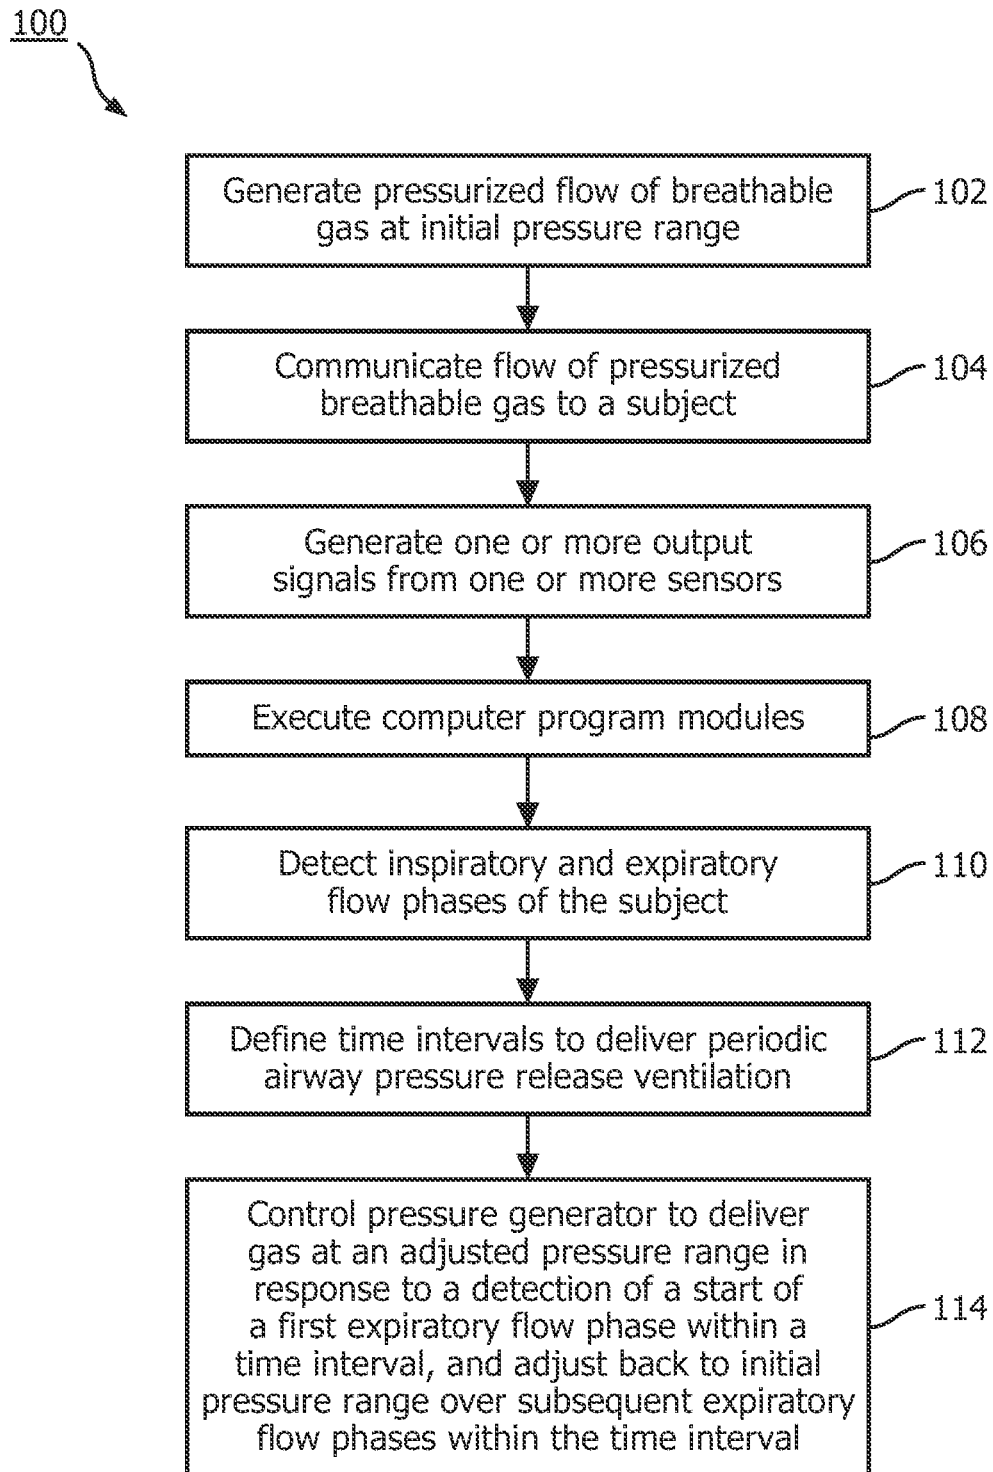 100
Generate pressurized flow of breathable
gas at initial pressure range
102
Communicate flow of pressurized
breathable gas to a subject
104
Generate one or more output
signals from one or more sensors
106
Execute computer program modules
108
Detect inspiratory and expiratory
flow phases of the subject
110
Define time intervals to deliver periodic
airway pressure release ventilation
112
Control pressure generator to deliver
gas at an adjusted pressure range in
response to a detection of a start of
a first expiratory flow phase within a
time interval, and adjust back to initial
pressure range over subsequent expiratory
flow phases within the time interval
114